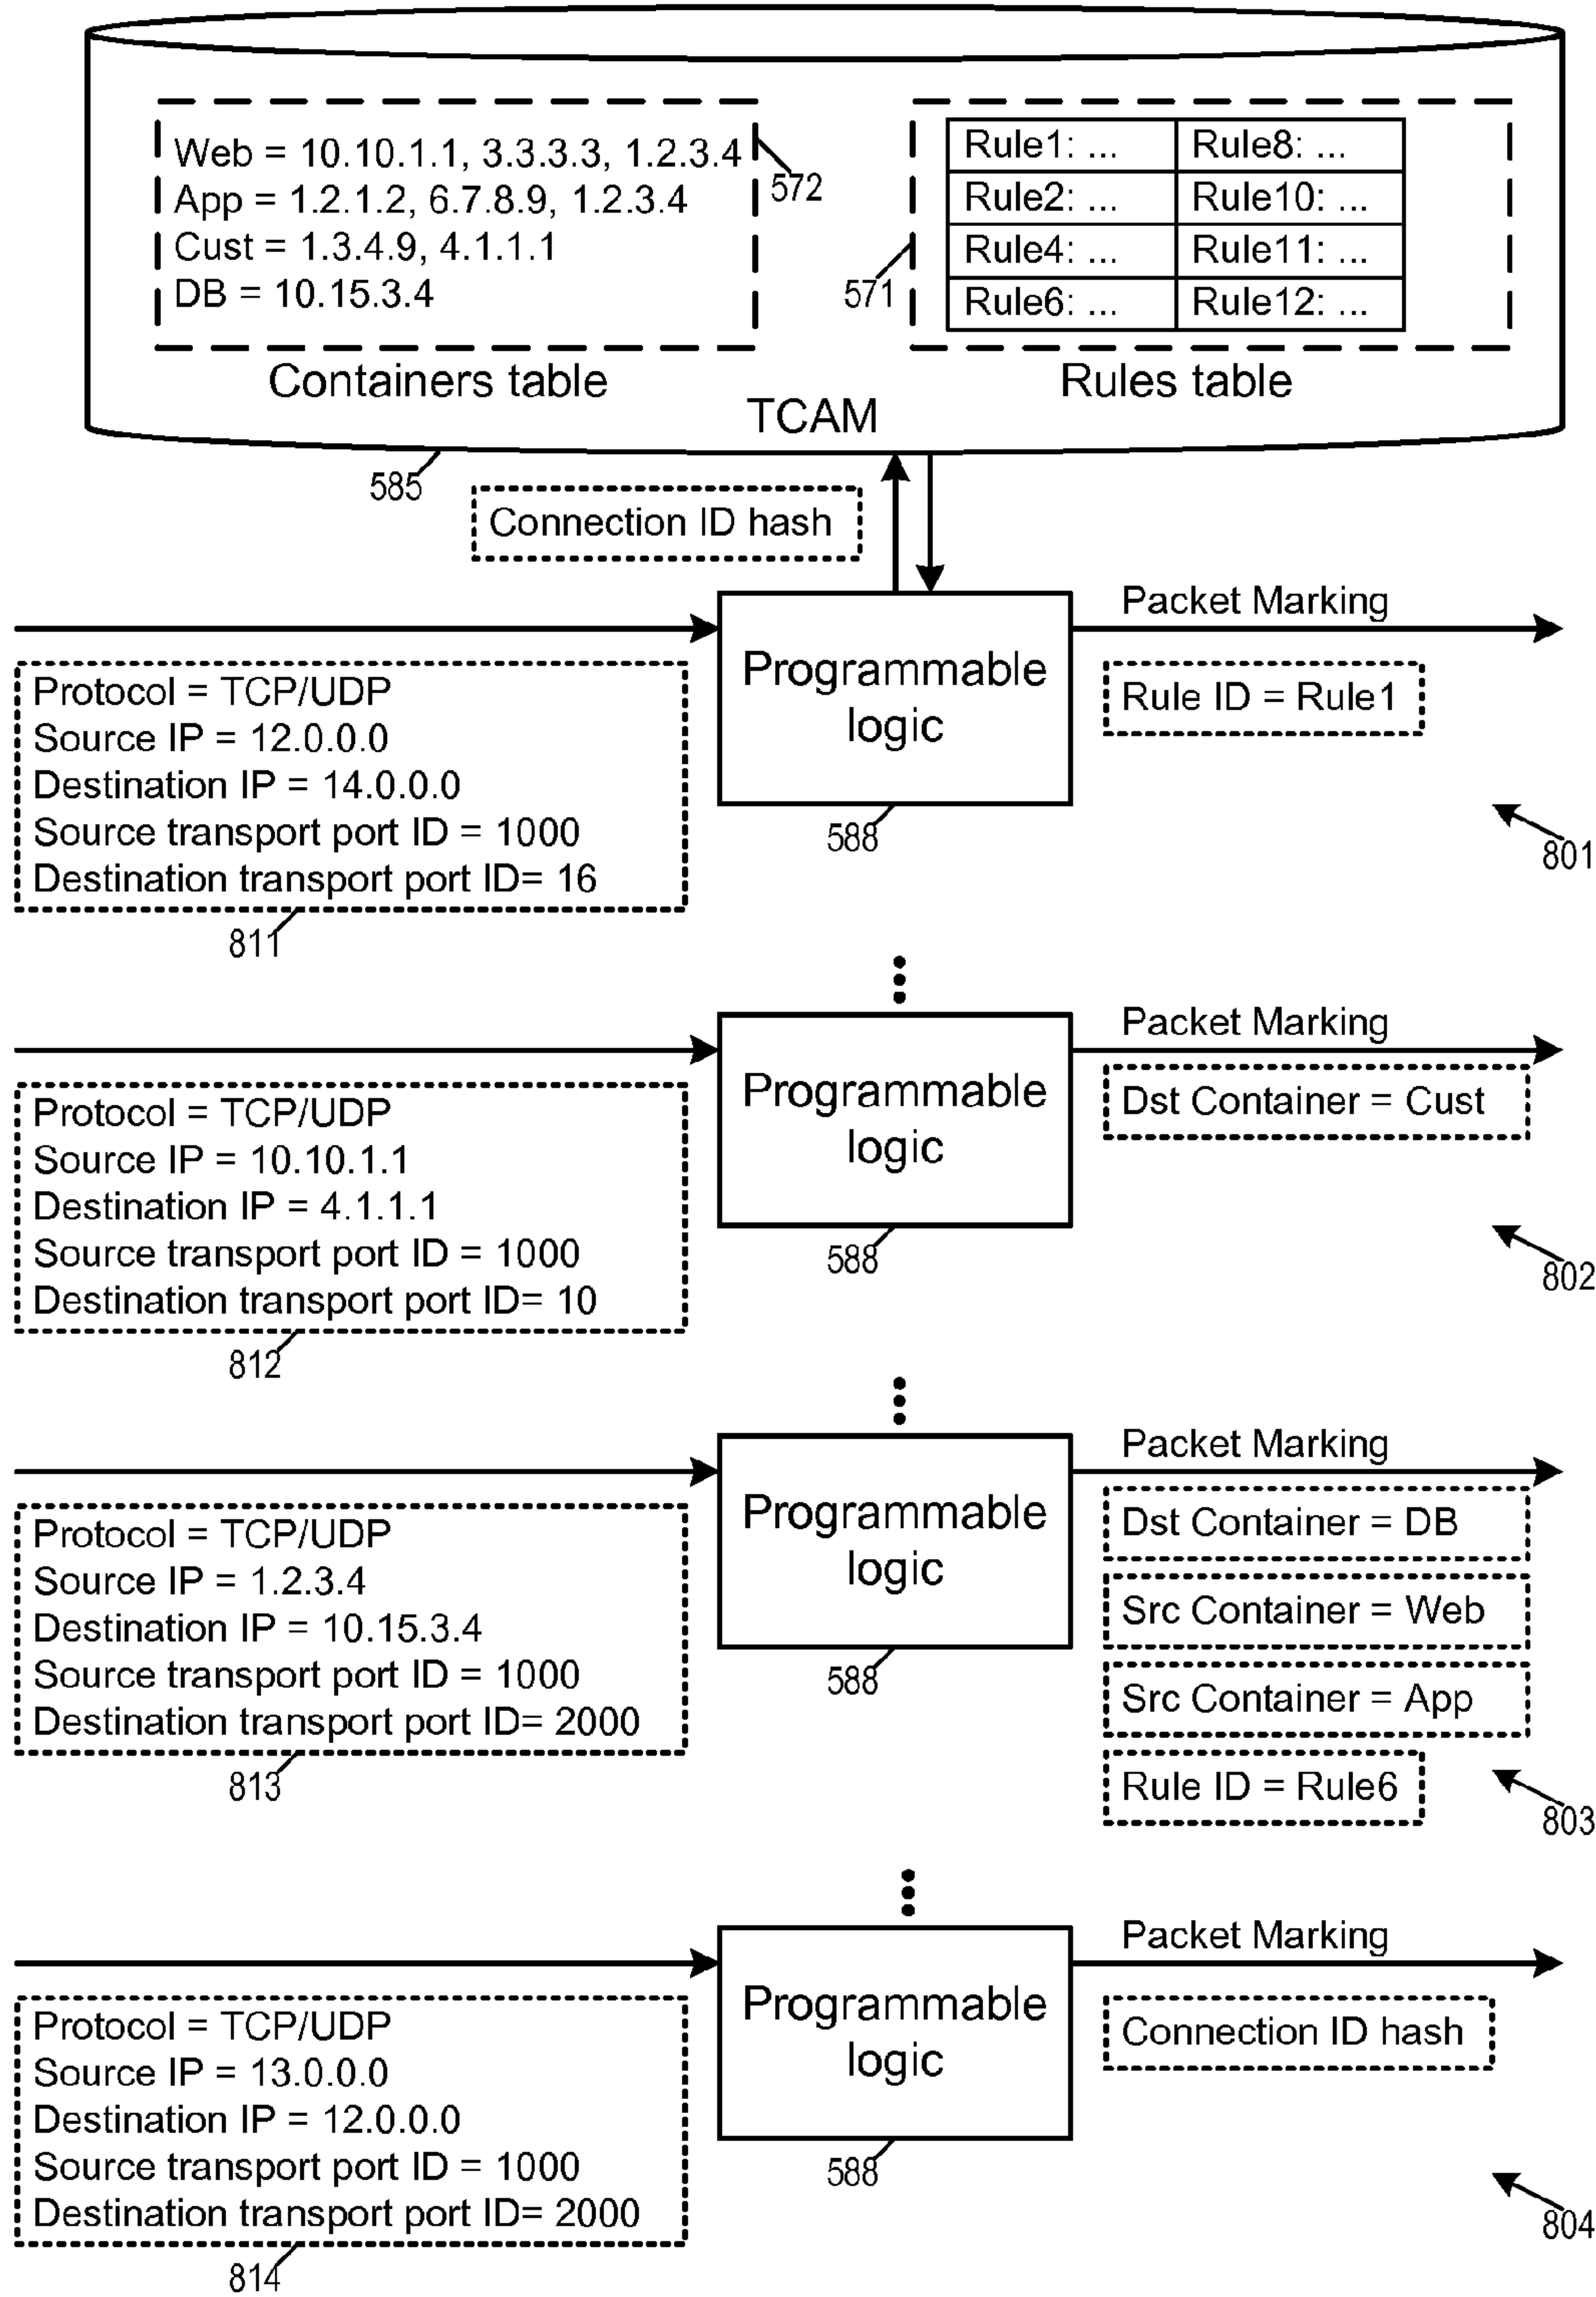 Web = 10.10.1.1, 3.3.3.3, 1.2.3.4
App = 1.2.1.2, 6.7.8.9, 1.2.3.4
Cust = 1.3.4.9, 4.1.1.1
DB = 10.15.3.4
572
Containers table
Rule1: ... Rule8: ...
Rule2: ... Rule10: ...
Rule4: ... Rule11: ...
Rule6: ... Rule12: ...
571
Rules table
TCAM
585
Connection ID hash
Programmable
logic
588
Packet Marking
Rule ID = Rule1
801
Protocol = TCP/UDP
Source IP = 12.0.0.0
Destination IP = 14.0.0.0
Source transport port ID = 1000
Destination transport port ID= 16
811
Programmable
logic
588
Packet Marking
Dst Container = Cust
802
Protocol = TCP/UDP
Source IP = 10.10.1.1
Destination IP = 4.1.1.1
Source transport port ID = 1000
Destination transport port ID= 10
812
Programmable
logic
588
Packet Marking
Dst Container = DB
Src Container = Web
Src Container = App
Rule ID = Rule6
803
Protocol = TCP/UDP
Source IP = 1.2.3.4
Destination IP = 10.15.3.4
Source transport port ID = 1000
Destination transport port ID= 2000
813
Programmable
logic
588
Packet Marking
Connection ID hash
804
Protocol = TCP/UDP
Source IP = 13.0.0.0
Destination IP = 12.0.0.0
Source transport port ID = 1000
Destination transport port ID= 2000
814